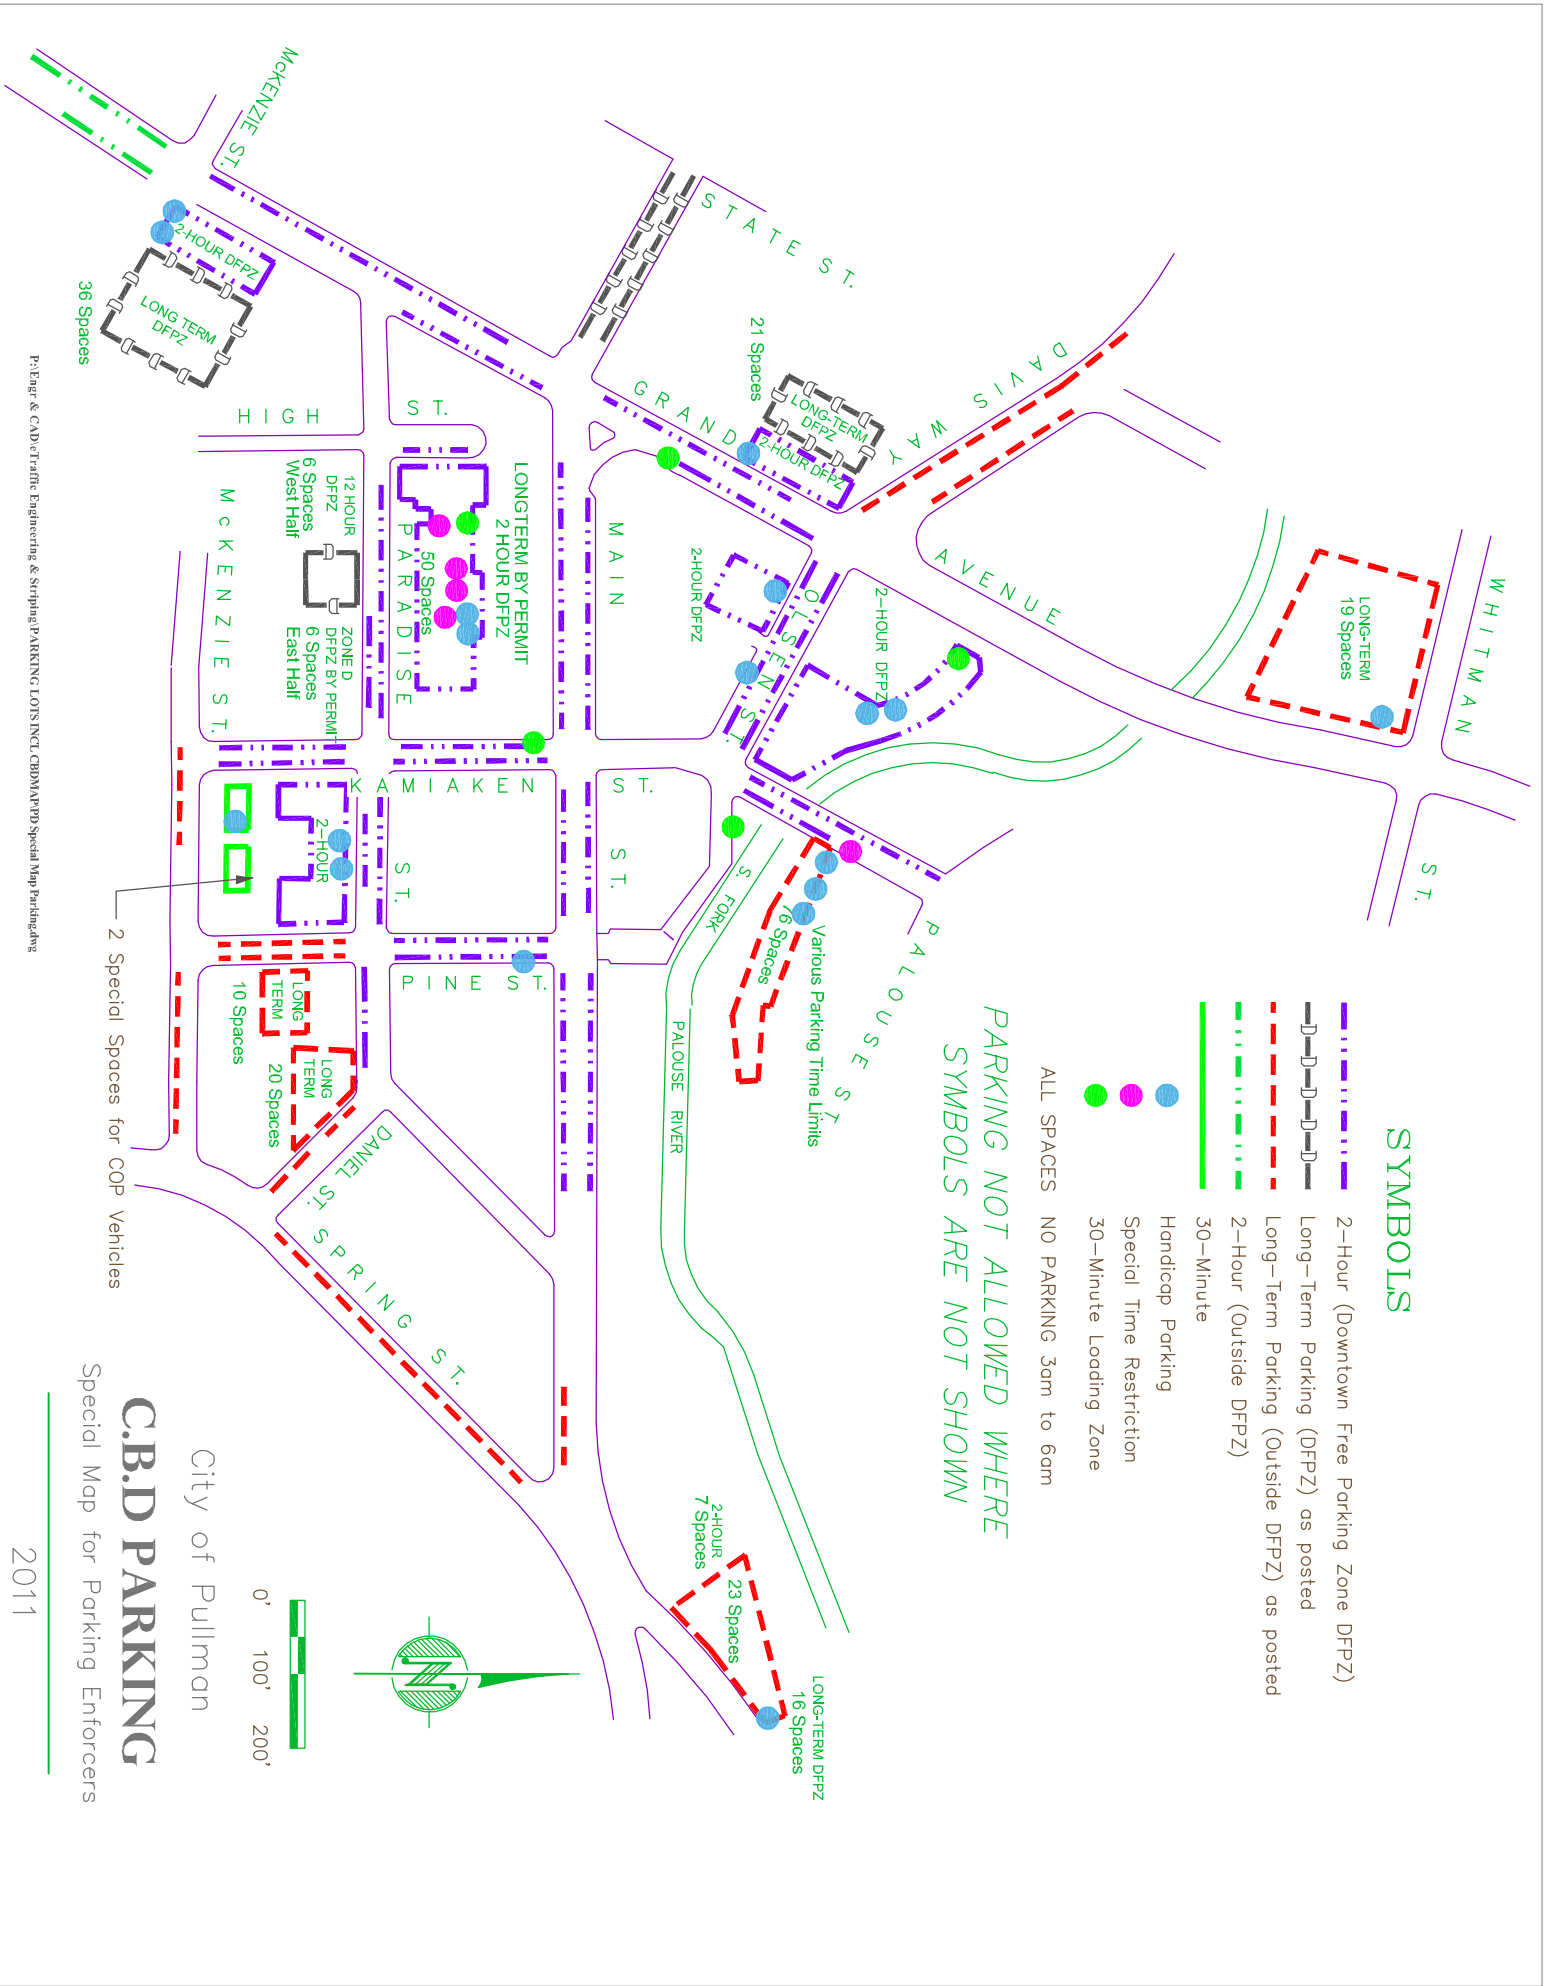 SYMBOLS
2-Hour (Downtown Free Parking Zone DFPZ)
D D D D D
Long-Term Parking (DFPZ) as posted
Long-Term Parking (Outside DFPZ) as posted
2-Hour (Outside DFPZ)
30-Minute
Handicap Parking
Special Time Restriction
30-Minute Loading Zone
ALL SPACES NO PARKING 3am to 6am
PARKING NOT ALLOWED WHERE
SYMBOLS ARE NOT SHOWN
WHITMAN ST.
LONG-TERM
19 Spaces
DAVIS WAY
STATE ST.
GRAND AVENUE
21 Spaces
LONG-TERM
DFPZ
2-HOUR DFPZ
2-HOUR DFPZ
2-HOUR DFPZ
OLSEN ST.
PALOUSE ST
Various Parking Time Limits
76 Spaces
S. FORK
PALOUSE RIVER
2-HOUR
7 Spaces
23 Spaces
LONG-TERM DFPZ
16 Spaces
MAIN ST.
LONGTERM BY PERMIT
2 HOUR DFPZ
50 Spaces
PARADISE ST.
HIGH ST.
12 HOUR
DFPZ
6 Spaces
West Half
ZONE D
DFPZ BY PERMIT
6 Spaces
East Half
McKENZIE ST.
McKENZIE ST.
2-HOUR DFPZ
LONG TERM
DFPZ
36 Spaces
KAMIAKEN ST.
2-HOUR
PINE ST.
LONG
TERM
10 Spaces
LONG
TERM
20 Spaces
DANIEL ST.
SPRING ST.
2 Special Spaces for COP Vehicles
N
0' 100' 200'
City of Pullman
C.B.D PARKING
Special Map for Parking Enforcers
2011
P:\Engr & CAD\eTraffic Engineering & Striping\PARKING LOTS INCL CBDMAP\PD Special Map Parking.dwg